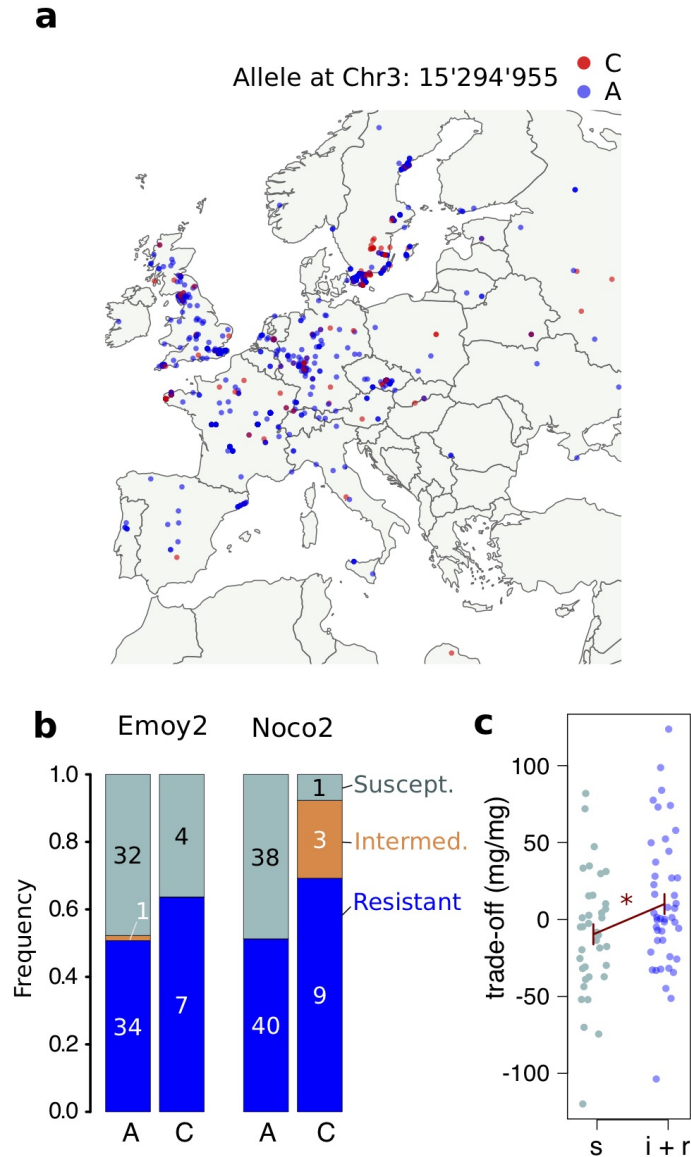 a
Allele at Chr3: 15'294'955
C
A
b
Emoy2
Noco2
c
Frequency
1.0
0.8
0.6
0.4
0.2
0.0
32
1
34
4
7
38
40
1
3
9
Suscept.
Intermed.
Resistant
A
C
A
C
trade-off (mg/mg)
100
50
0
-50
-100
*
s
i + r